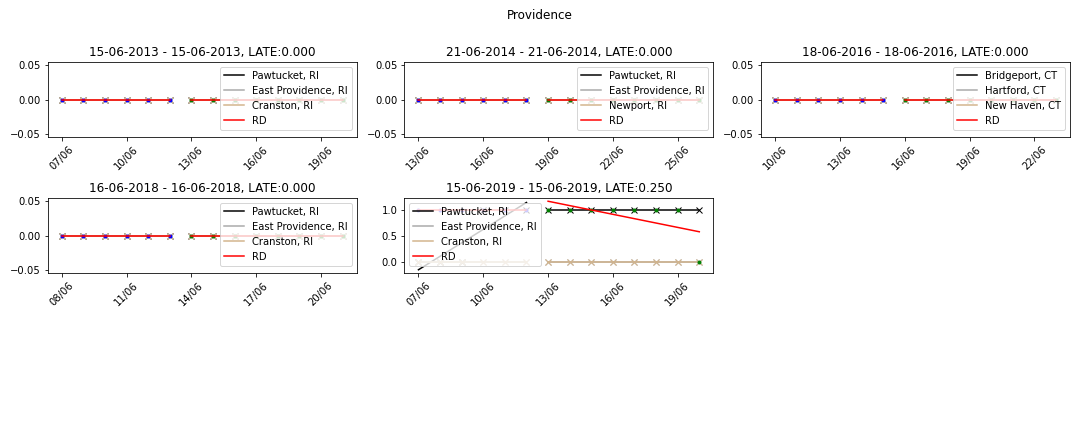 Providence
15-06-2013 - 15-06-2013, LATE:0.000
0.05
0.00
−0.05
07/06
10/06
13/06
16/06
19/06
Pawtucket, RI
East Providence, RI
Cranston, RI
RD
21-06-2014 - 21-06-2014, LATE:0.000
0.05
0.00
−0.05
13/06
16/06
19/06
22/06
25/06
Pawtucket, RI
East Providence, RI
Newport, RI
RD
18-06-2016 - 18-06-2016, LATE:0.000
0.05
0.00
−0.05
10/06
13/06
16/06
19/06
22/06
Bridgeport, CT
Hartford, CT
New Haven, CT
RD
16-06-2018 - 16-06-2018, LATE:0.000
0.05
0.00
−0.05
08/06
11/06
14/06
17/06
20/06
Pawtucket, RI
East Providence, RI
Cranston, RI
RD
15-06-2019 - 15-06-2019, LATE:0.250
1.0
0.5
0.0
07/06
10/06
13/06
16/06
19/06
Pawtucket, RI
East Providence, RI
Cranston, RI
RD